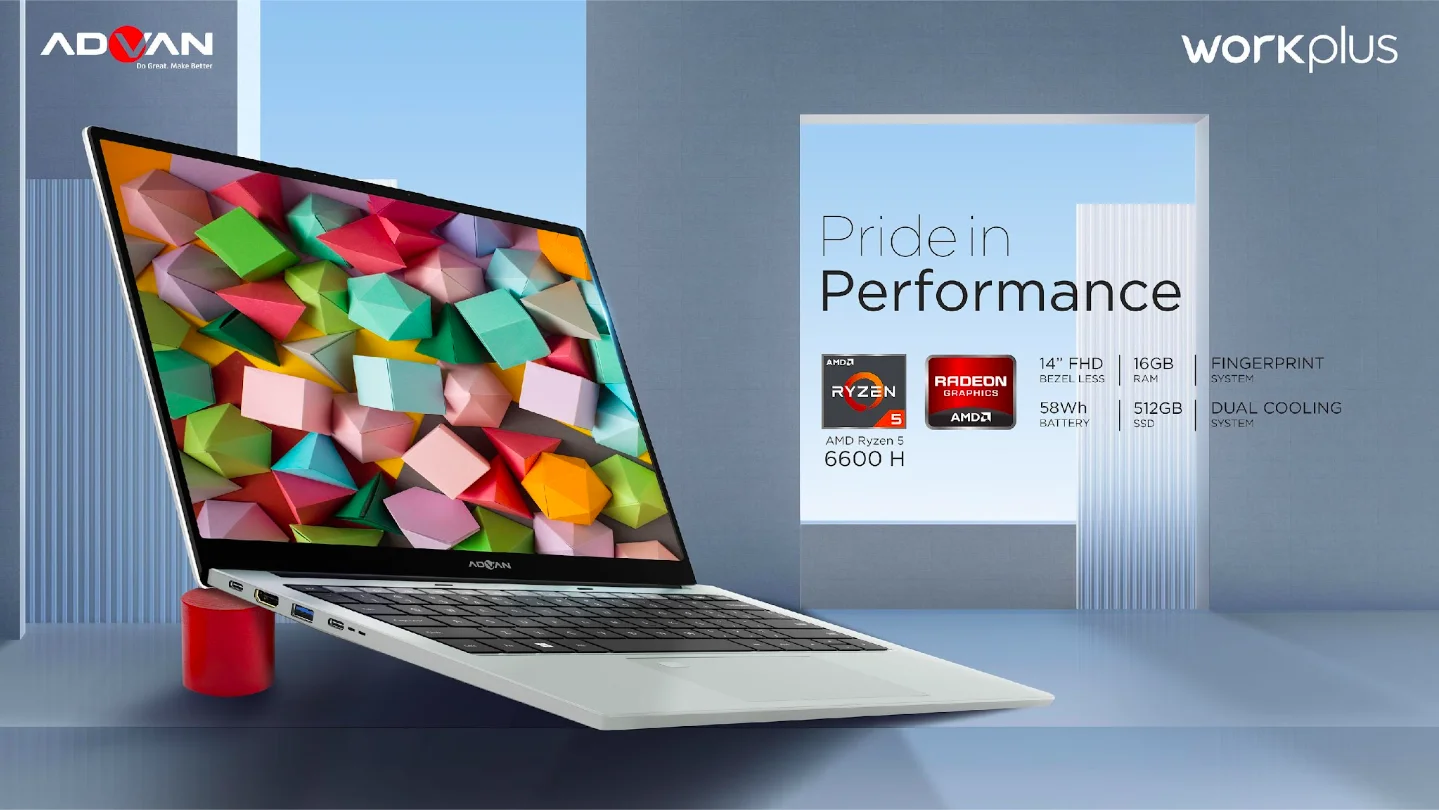 ADVAN
Do Great. Make Better
workplus
Pride in
Performance
AMD
RYZEN
5
AMD Ryzen 5
6600 H
RADEON
GRAPHICS
AMD
14” FHD
BEZEL LESS
16GB
RAM
FINGERPRINT
SYSTEM
58Wh
BATTERY
512GB
SSD
DUAL COOLING
SYSTEM
ADVAN